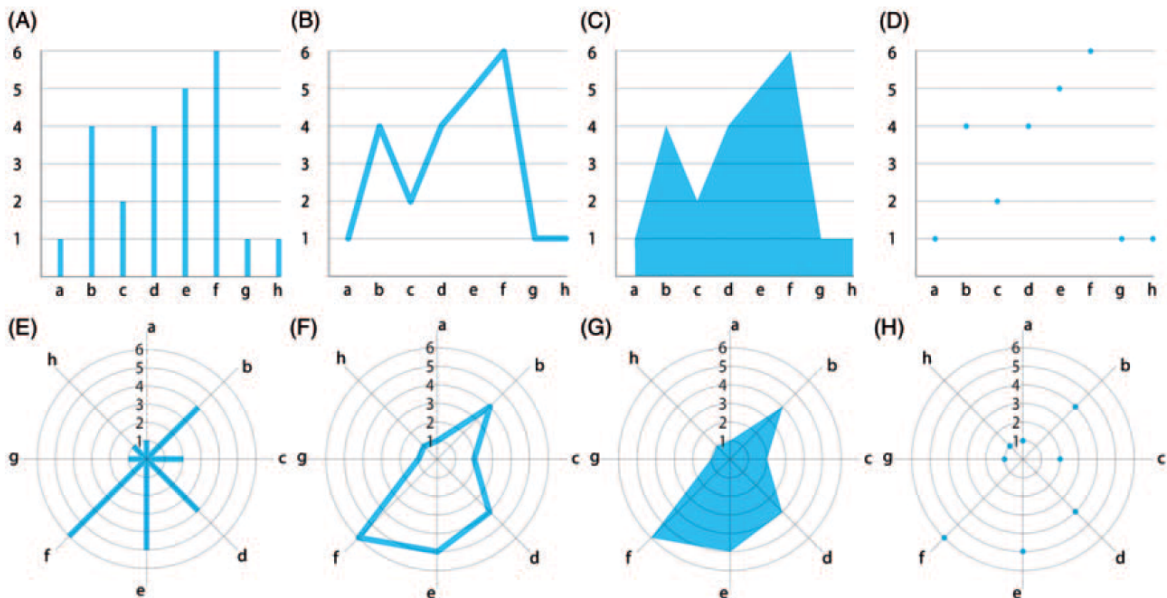 (A) (B) (C) (D)
6 6 6 6
5 5 5 5
4 4 4 4
3 3 3 3
2 2 2 2
1 1 1 1
a b c d e f g h a b c d e f g h a b c d e f g h a b c d e f g h
(E) a (F) a (G) a (H) a
h 6 b h 6 b h 6 b h 6 b
5 5 5 5
4 4 4 4
3 3 3 3
2 2 2 2
1 1 1 1
g c g c g c g c
f d f d f d f d
e e e e